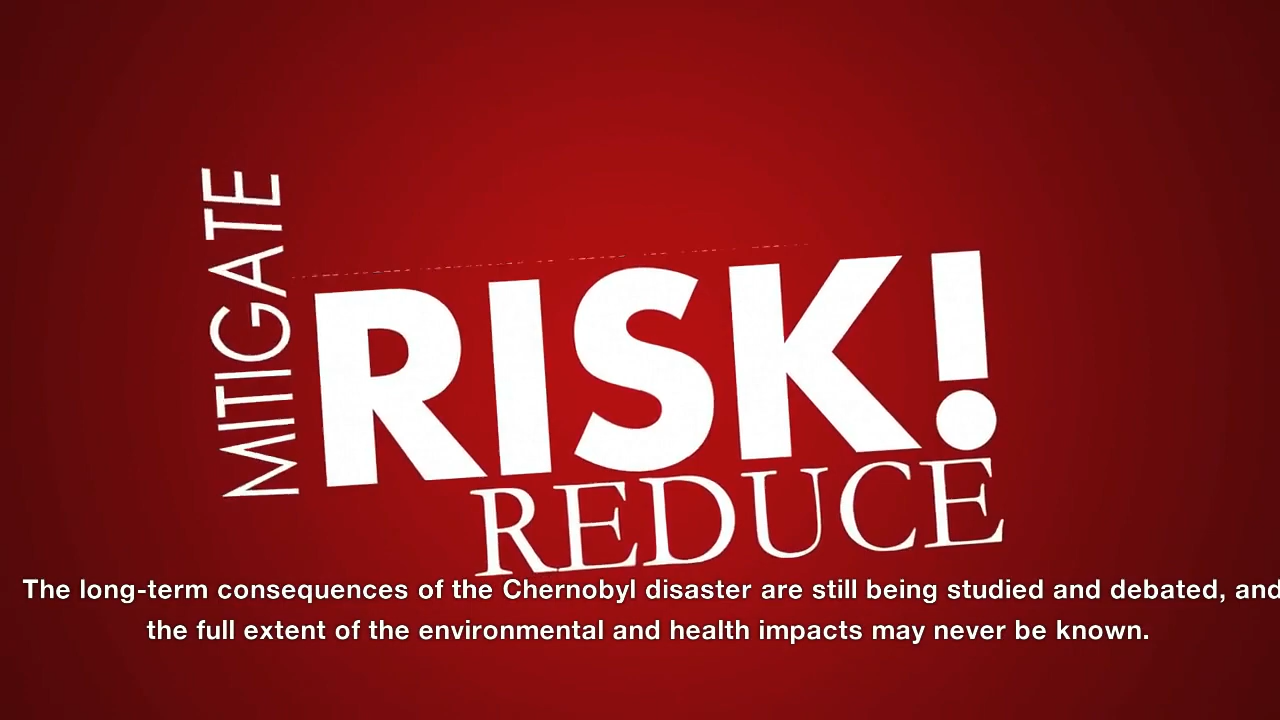 MITIGATE
RISK!
REDUCE
The long-term consequences of the Chernobyl disaster are still being studied and debated, and
the full extent of the environmental and health impacts may never be known.